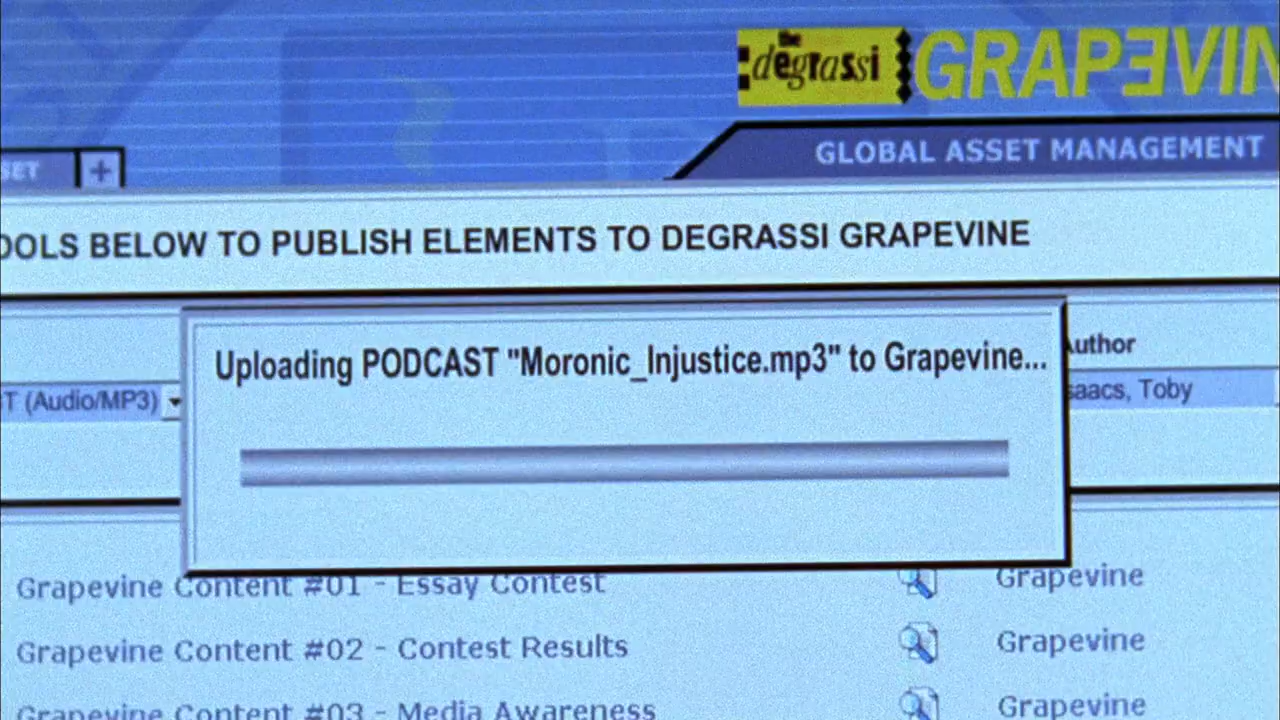 the
degrassi
GRAPEVIN
SET +
GLOBAL ASSET MANAGEMENT
OOLS BELOW TO PUBLISH ELEMENTS TO DEGRASSI GRAPEVINE
Uploading PODCAST "Moronic_Injustice.mp3" to Grapevine...
uthor
T (Audio/MP3)
saacs, Toby
Grapevine Content #01 - Essay Contest Grapevine
Grapevine Content #02 - Contest Results Grapevine
Grapevine Content #03 - Media Awareness Grapevine